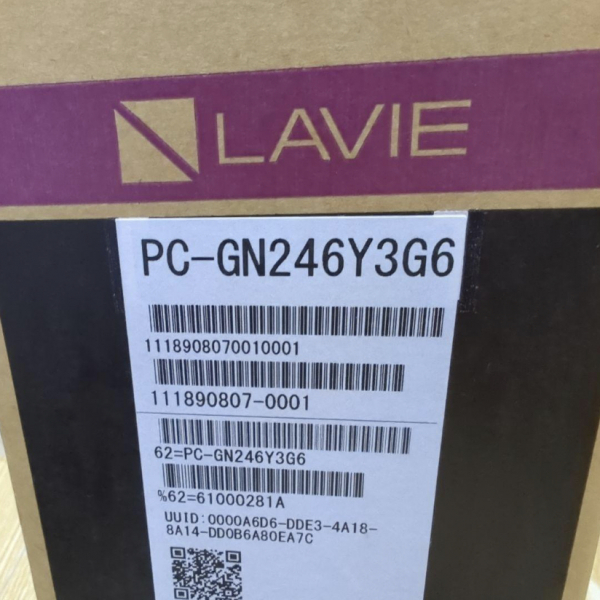 LAVIE
PC-GN246Y3G6
1118908070010001
111890807-0001
62=PC-GN246Y3G6
%62=61000281A
UUID:0000A6D6-DDE3-4A18-
8A14-DD0B6A80EA7C